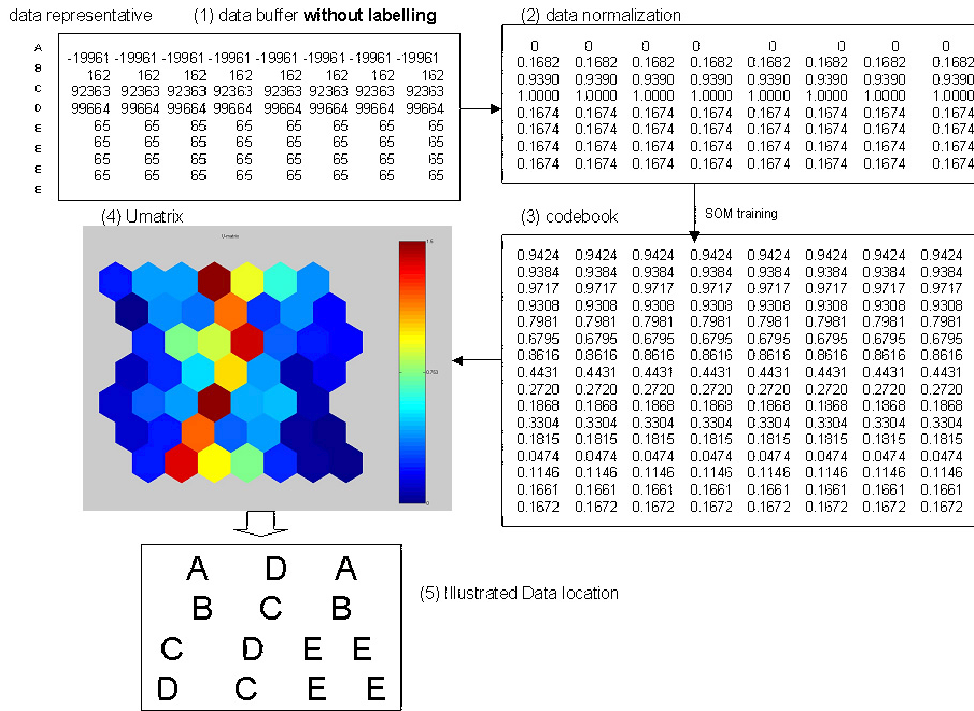 data representative (1) data buffer without labelling
A -19961 -19961 -19961 -19961 -19961 -19961 -19961 -19961
B 162 162 162 162 162 162 162 162
C 92363 92363 92363 92363 92363 92363 92363 92363
D 99664 99664 99664 99664 99664 99664 99664 99664
E 65 65 65 65 65 65 65 65
E 65 65 65 65 65 65 65 65
E 65 65 65 65 65 65 65 65
E 65 65 65 65 65 65 65 65
(2) data normalization
0 0 0 0 0 0 0 0
0.1682 0.1682 0.1682 0.1682 0.1682 0.1682 0.1682 0.1682
0.9390 0.9390 0.9390 0.9390 0.9390 0.9390 0.9390 0.9390
1.0000 1.0000 1.0000 1.0000 1.0000 1.0000 1.0000 1.0000
0.1674 0.1674 0.1674 0.1674 0.1674 0.1674 0.1674 0.1674
0.1674 0.1674 0.1674 0.1674 0.1674 0.1674 0.1674 0.1674
0.1674 0.1674 0.1674 0.1674 0.1674 0.1674 0.1674 0.1674
0.1674 0.1674 0.1674 0.1674 0.1674 0.1674 0.1674 0.1674
SOM training
(3) codebook
0.9424 0.9424 0.9424 0.9424 0.9424 0.9424 0.9424 0.9424
0.9384 0.9384 0.9384 0.9384 0.9384 0.9384 0.9384 0.9384
0.9717 0.9717 0.9717 0.9717 0.9717 0.9717 0.9717 0.9717
0.9308 0.9308 0.9308 0.9308 0.9308 0.9308 0.9308 0.9308
0.7981 0.7981 0.7981 0.7981 0.7981 0.7981 0.7981 0.7981
0.6795 0.6795 0.6795 0.6795 0.6795 0.6795 0.6795 0.6795
0.8616 0.8616 0.8616 0.8616 0.8616 0.8616 0.8616 0.8616
0.4431 0.4431 0.4431 0.4431 0.4431 0.4431 0.4431 0.4431
0.2720 0.2720 0.2720 0.2720 0.2720 0.2720 0.2720 0.2720
0.1868 0.1868 0.1868 0.1868 0.1868 0.1868 0.1868 0.1868
0.3304 0.3304 0.3304 0.3304 0.3304 0.3304 0.3304 0.3304
0.1815 0.1815 0.1815 0.1815 0.1815 0.1815 0.1815 0.1815
0.0474 0.0474 0.0474 0.0474 0.0474 0.0474 0.0474 0.0474
0.1146 0.1146 0.1146 0.1146 0.1146 0.1146 0.1146 0.1146
0.1661 0.1661 0.1661 0.1661 0.1661 0.1661 0.1661 0.1661
0.1672 0.1672 0.1672 0.1672 0.1672 0.1672 0.1672 0.1672
(4) Umatrix
U-matrix
(5) Illustrated Data location
A D A
B C B
C D E E
D C E E